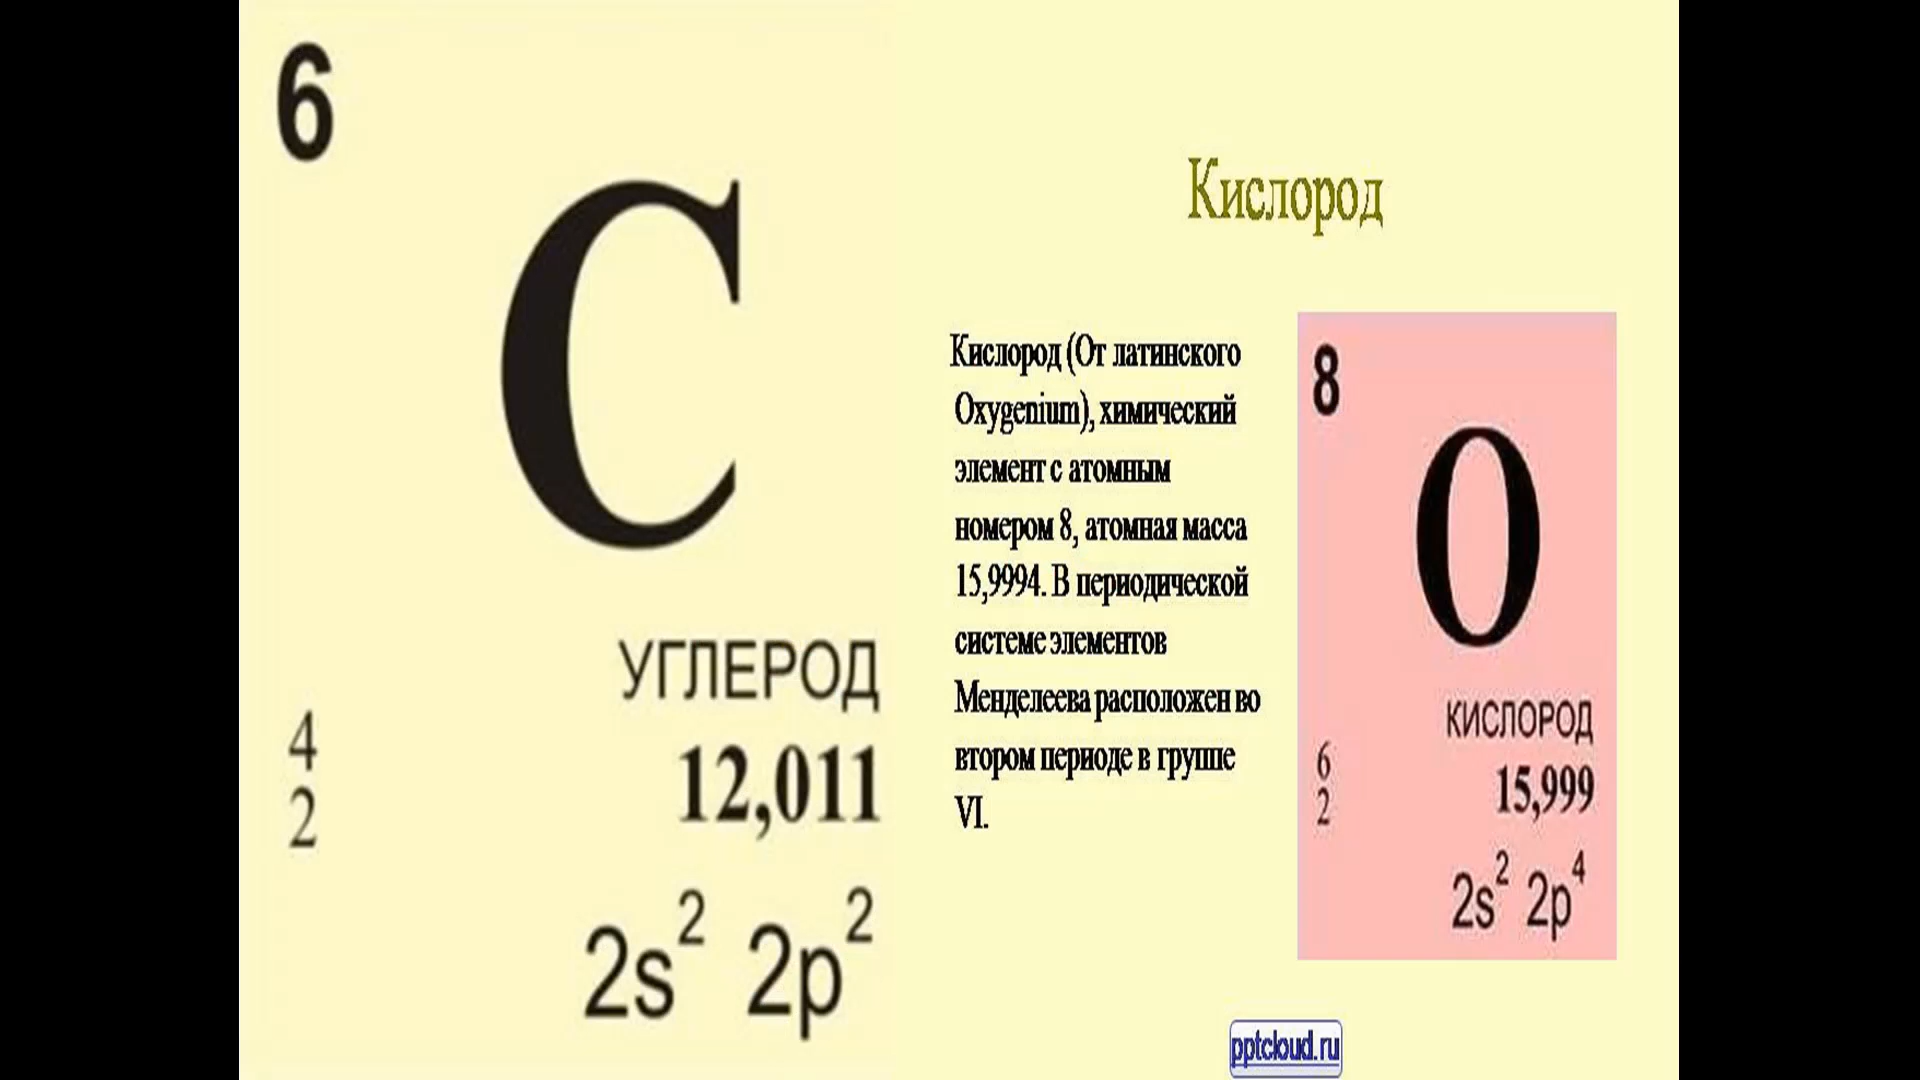 6
C
УГЛЕРОД
4
12,011
2
2s² 2p²
Кислород
Кислород (От латинского
Oxygenium), химический
элемент с атомным
номером 8, атомная масса
15,9994. В периодической
системе элементов
Менделеева расположен во
втором периоде в группе
VI.
8
O
КИСЛОРОД
6
15,999
2
2s² 2p⁴
pptcloud.ru